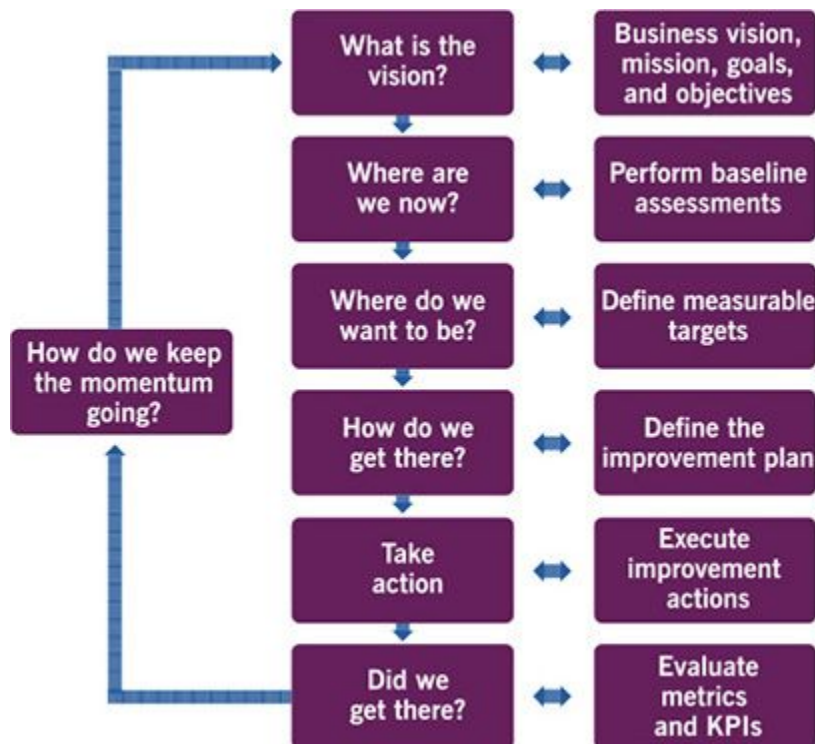 What is the
vision?
Business vision,
mission, goals,
and objectives
Where are
we now?
Perform baseline
assessments
Where do we
want to be?
Define measurable
targets
How do we keep
the momentum
going?
How do we
get there?
Define the
improvement plan
Take
action
Execute
improvement
actions
Did we
get there?
Evaluate
metrics
and KPIs